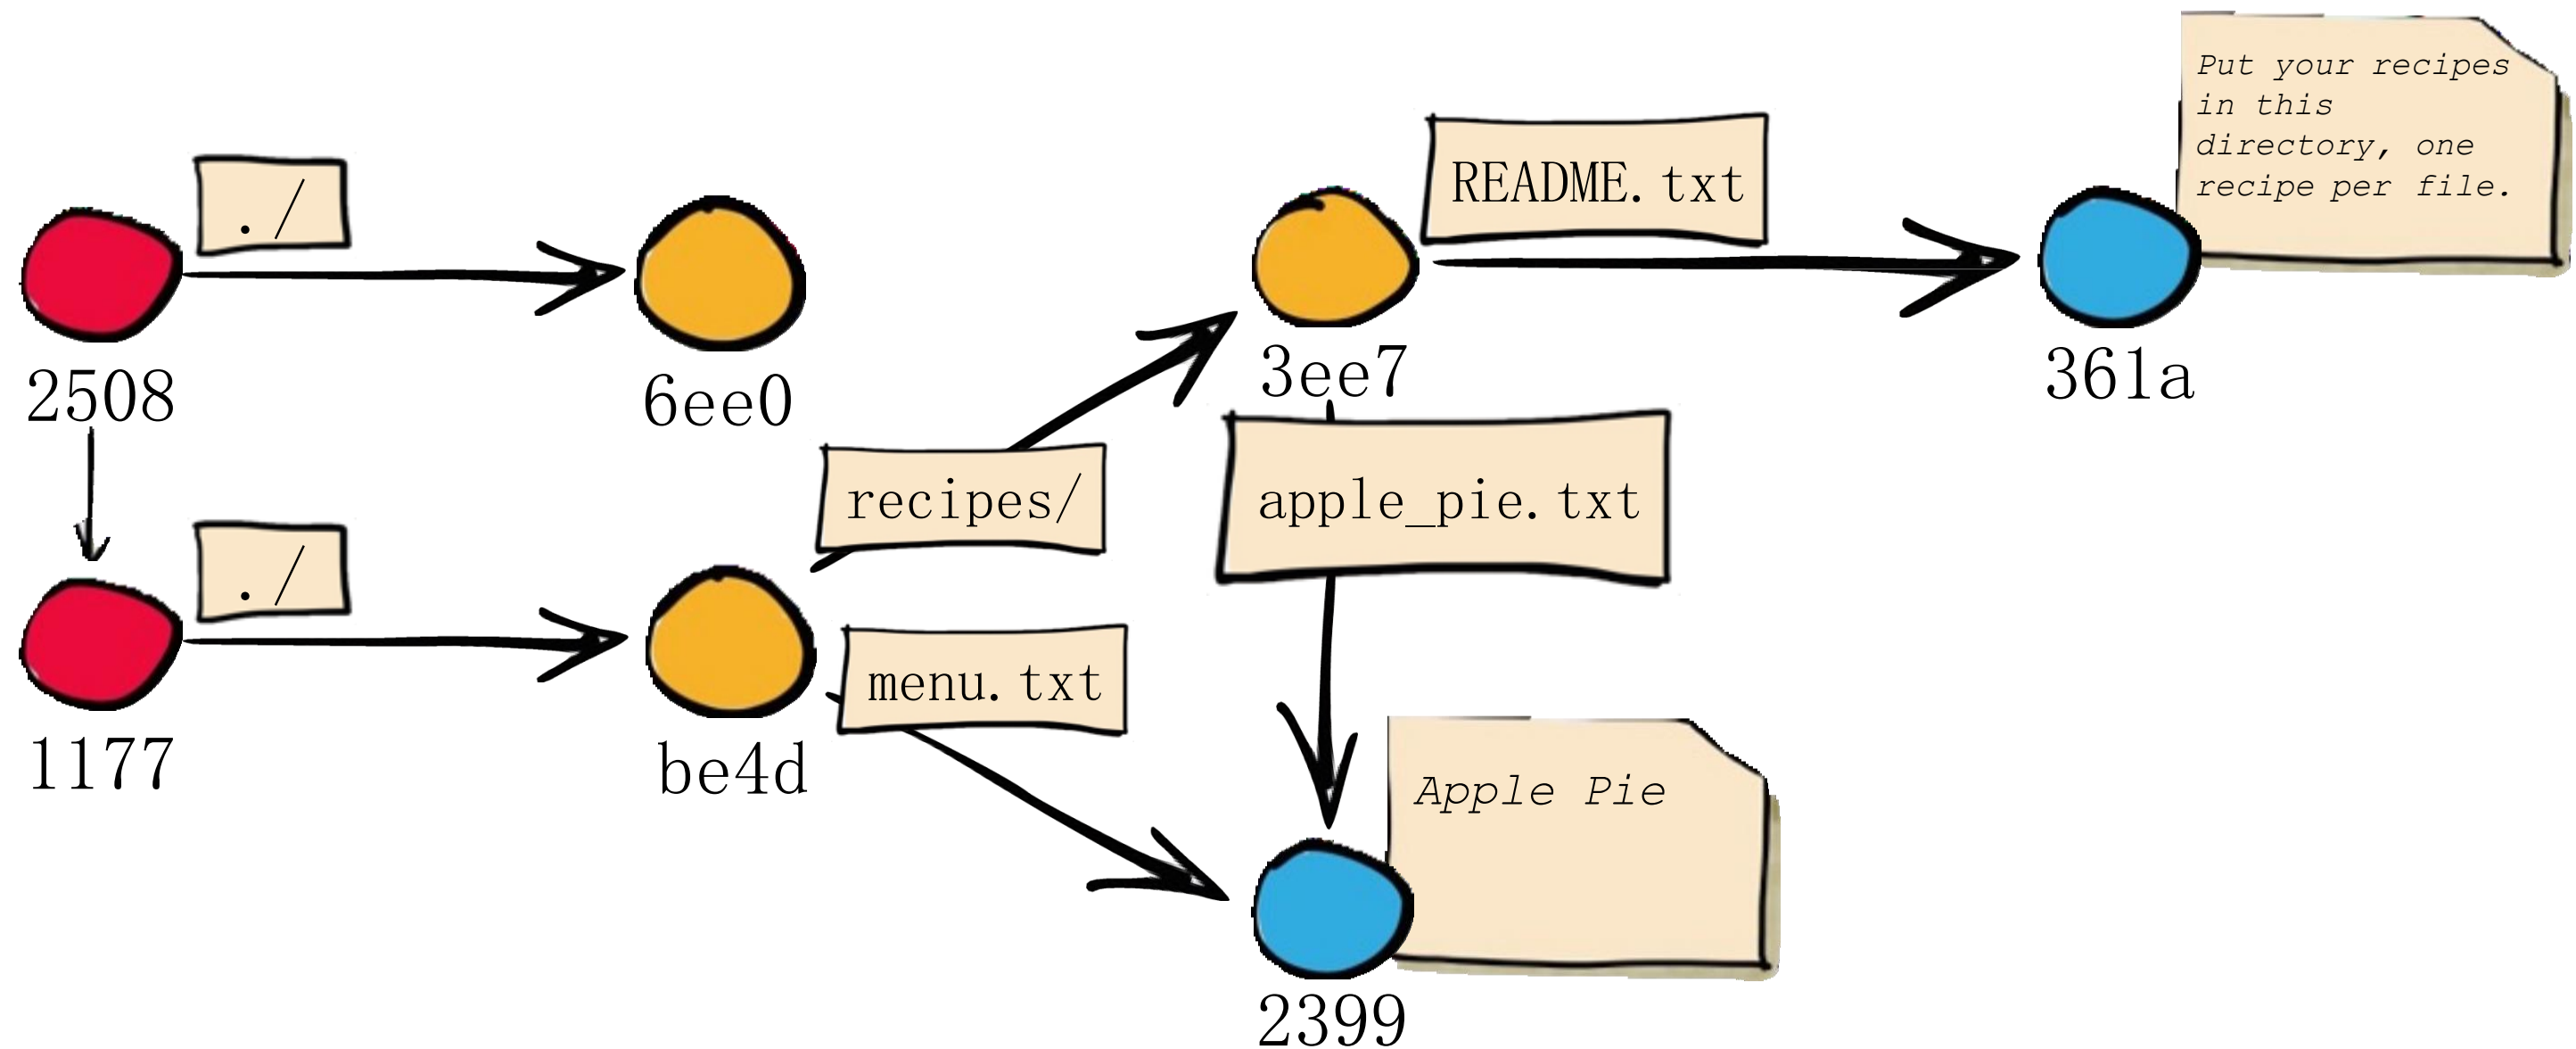 ./
2508
6ee0
README.txt
3ee7
361a
Put your recipes
in this
directory, one
recipe per file.
recipes/
apple_pie.txt
./
1177
be4d
menu.txt
Apple Pie
2399